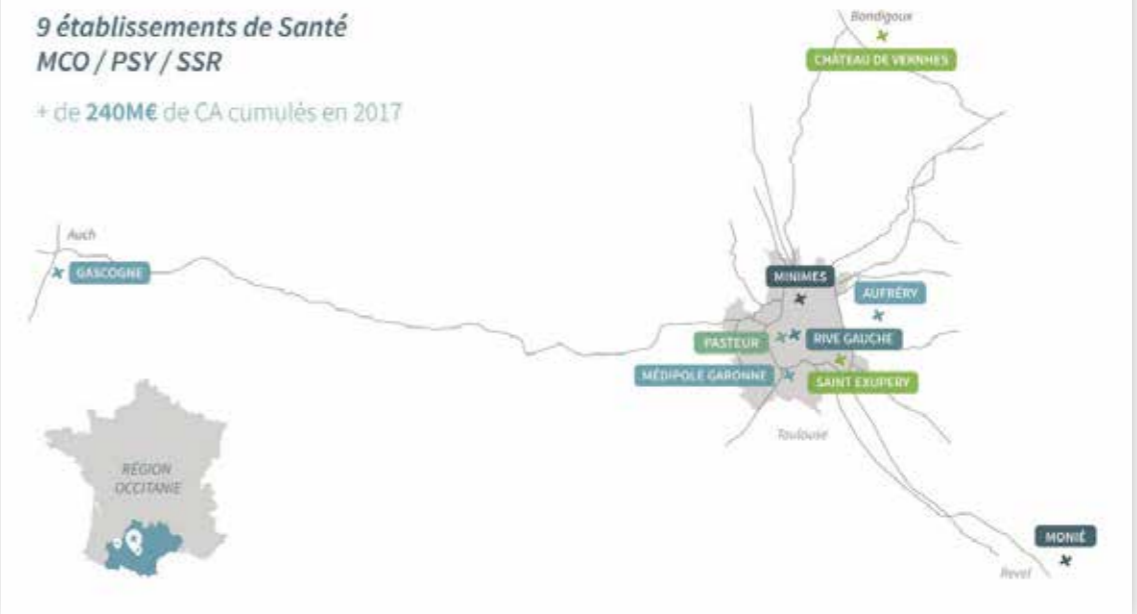 9 établissements de Santé
MCO / PSY / SSR
+ de 240M€ de CA cumulés en 2017
Bondigoux
CHÂTEAU DE VERNHES
Auch
GASCOGNE
MINIMES
AUFRÉRY
PASTEUR
RIVE GAUCHE
MÉDIPOLE GARONNE
SAINT EXUPERY
Toulouse
RÉGION
OCCITANIE
MONIÉ
Revel